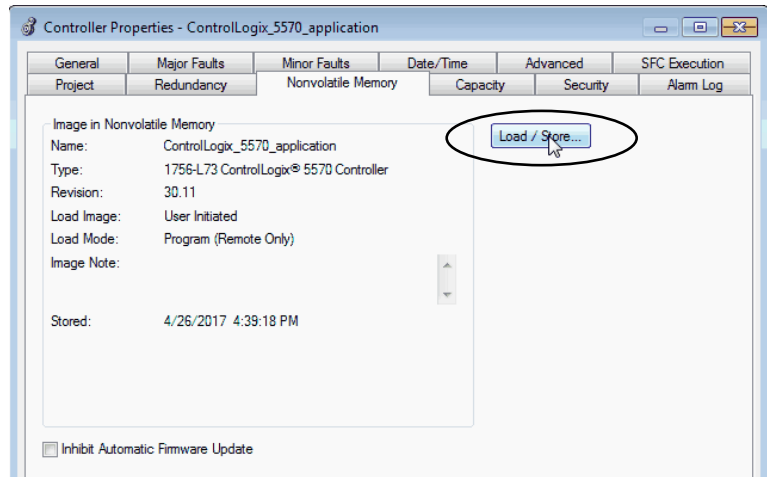 Controller Properties - ControlLogix_5570_application
General Major Faults Minor Faults Date/Time Advanced SFC Execution
Project Redundancy Nonvolatile Memory Capacity Security Alarm Log
Image in Nonvolatile Memory
Load / Store...
Name: ControlLogix_5570_application
Type: 1756-L73 ControlLogix® 5570 Controller
Revision: 30.11
Load Image: User Initiated
Load Mode: Program (Remote Only)
Image Note:
Stored: 4/26/2017 4:39:18 PM
Inhibit Automatic Firmware Update